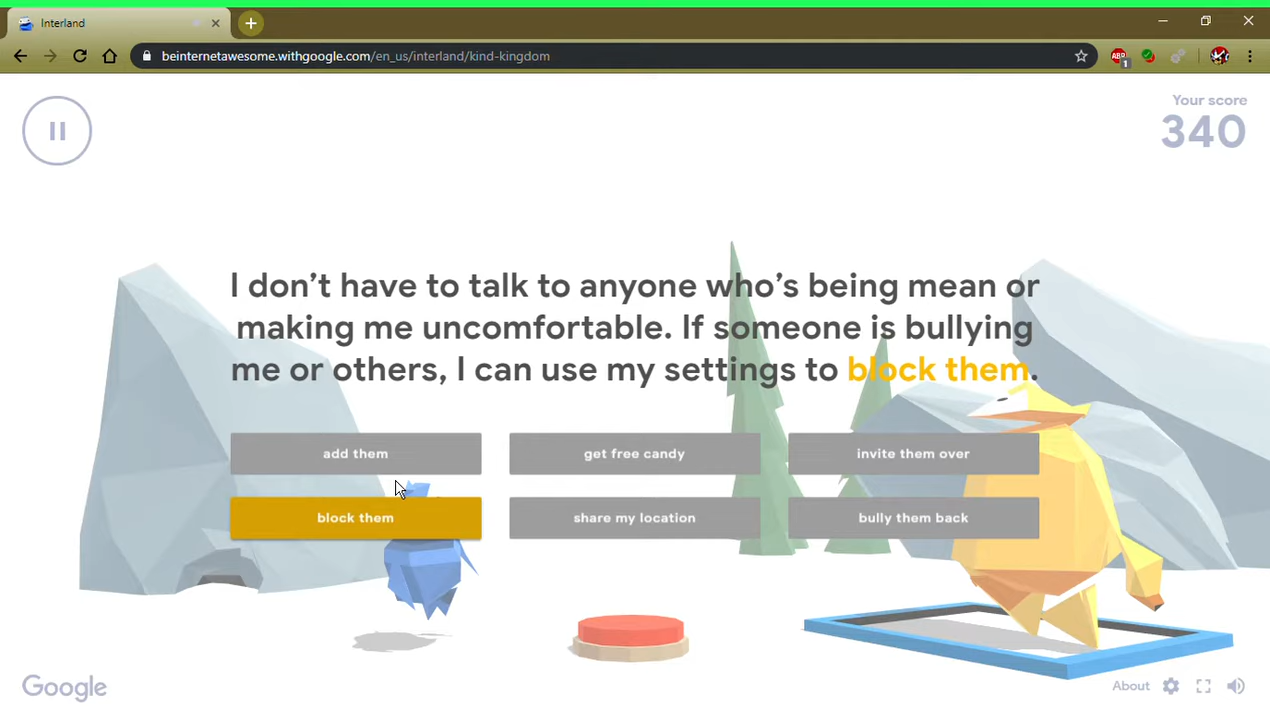 Interland
beinternetawesome.withgoogle.com/en_us/interland/kind-kingdom
ABP
1
Your score
340
I don't have to talk to anyone who's being mean or
making me uncomfortable. If someone is bullying
me or others, I can use my settings to block them.
add them
get free candy
invite them over
block them
share my location
bully them back
Google
About